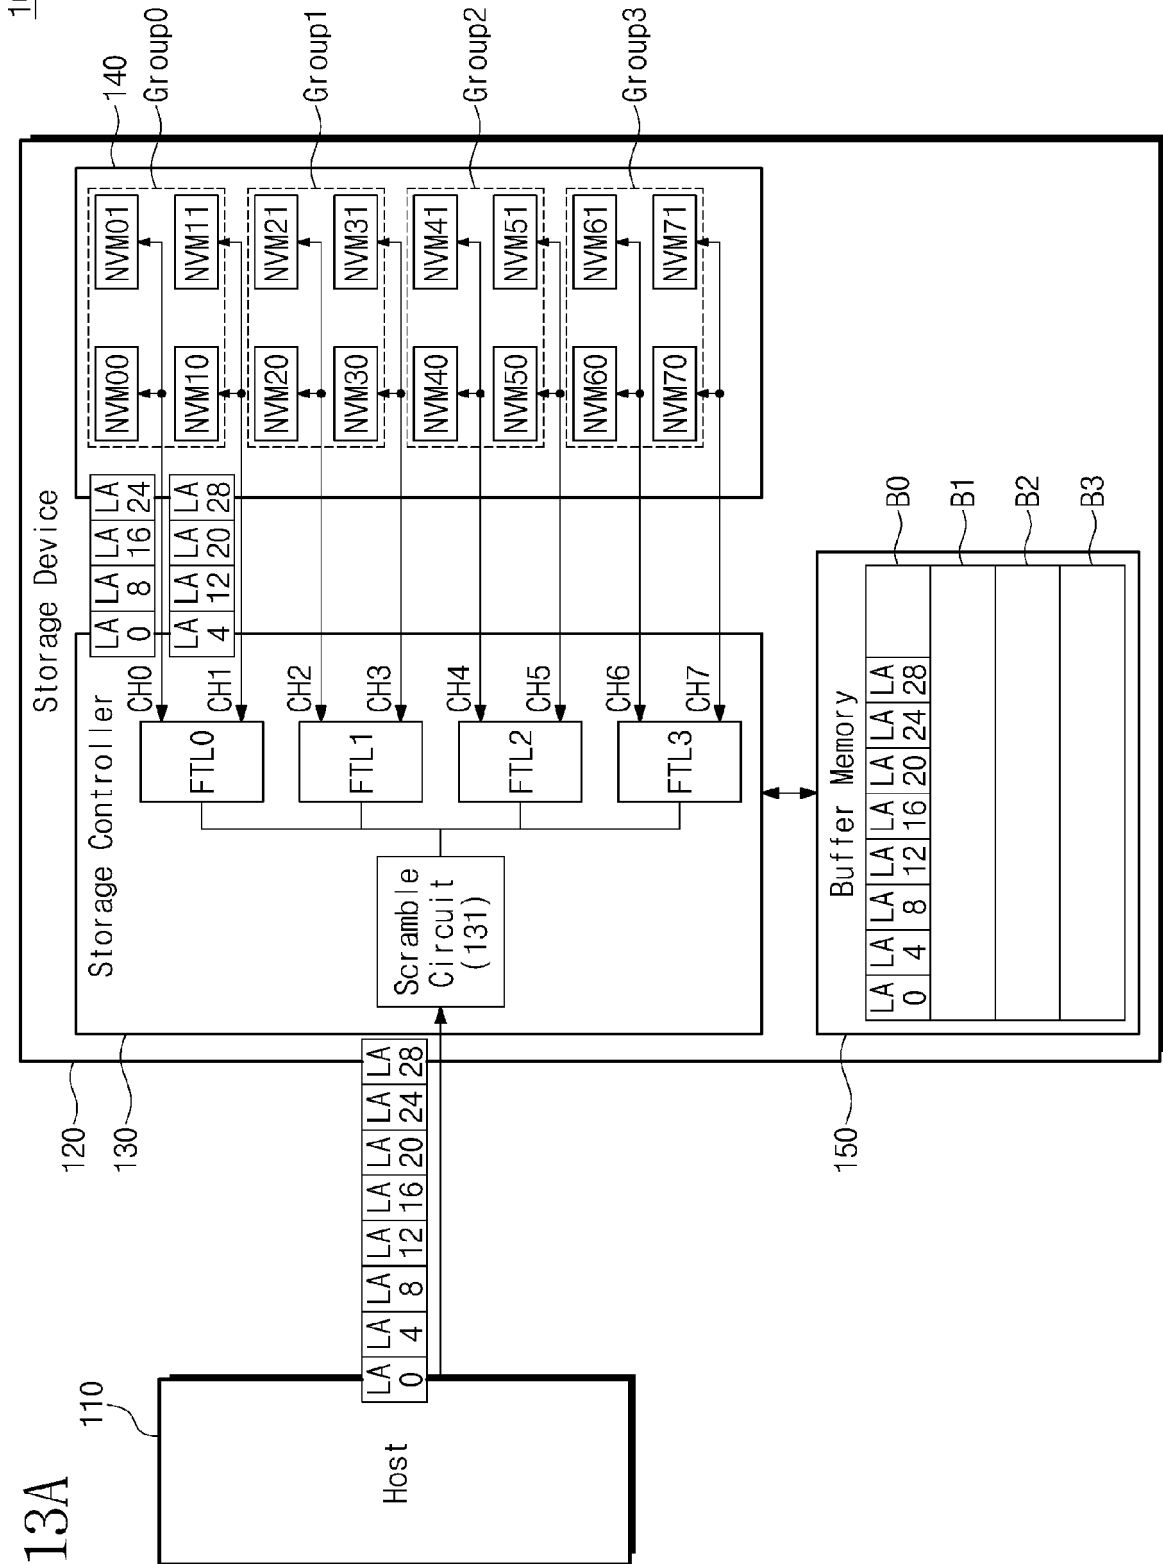 13A
1
110
Host
LA LA LA LA LA LA LA LA
0 4 8 12 16 20 24 28
120
130
Storage Device
Storage Controller
Scramble
Circuit
(131)
FTL0
FTL1
FTL2
FTL3
CH0
CH1
CH2
CH3
CH4
CH5
CH6
CH7
LA LA LA LA
0 8 16 24
LA LA LA LA
4 12 20 28
140
NVM00 NVM01
NVM10 NVM11
Group0
NVM20 NVM21
NVM30 NVM31
Group1
NVM40 NVM41
NVM50 NVM51
Group2
NVM60 NVM61
NVM70 NVM71
Group3
150
Buffer Memory
LA LA LA LA LA LA LA LA
0 4 8 12 16 20 24 28
B0
B1
B2
B3